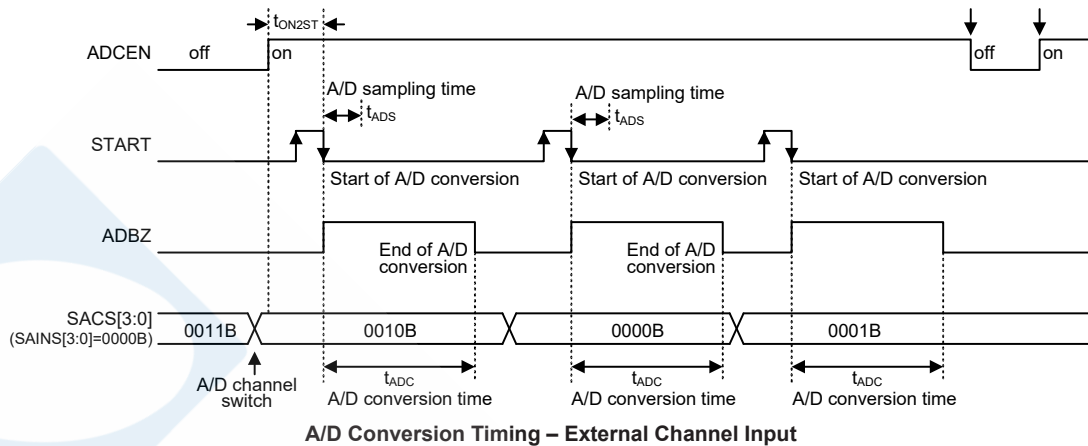 tON2ST
ADCEN off on off on
A/D sampling time A/D sampling time
tADS tADS
START
Start of A/D conversion Start of A/D conversion Start of A/D conversion
ADBZ
End of A/D conversion End of A/D conversion
SACS[3:0]
(SAINS[3:0]=0000B)
0011B 0010B 0000B 0001B
A/D channel switch
tADC tADC tADC
A/D conversion time A/D conversion time A/D conversion time
A/D Conversion Timing – External Channel Input